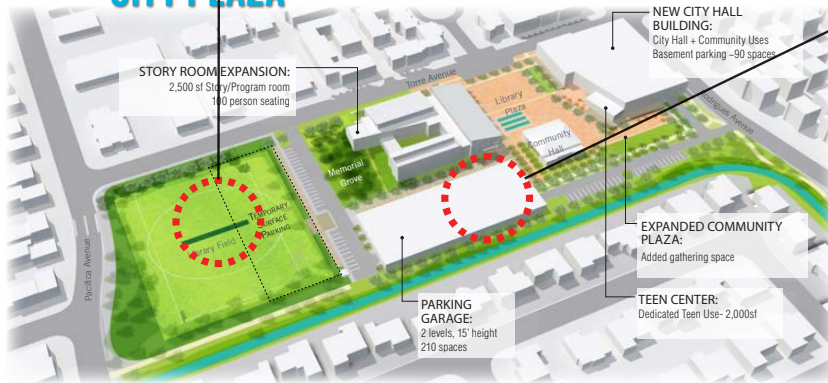 CITY PLAZA
NEW CITY HALL
BUILDING:
City Hall + Community Uses
Basement parking ~90 spaces
STORY ROOM EXPANSION:
2,500 sf Story/Program room
100 person seating
Torre Avenue
Library
Plaza
Rodrigues Avenue
Community
Hall
Memorial
Grove
TEMPORARY
SURFACE
PARKING
Library Field
Pacifica Avenue
EXPANDED COMMUNITY
PLAZA:
Added gathering space
TEEN CENTER:
Dedicated Teen Use- 2,000sf
PARKING
GARAGE:
2 levels, 15' height
210 spaces